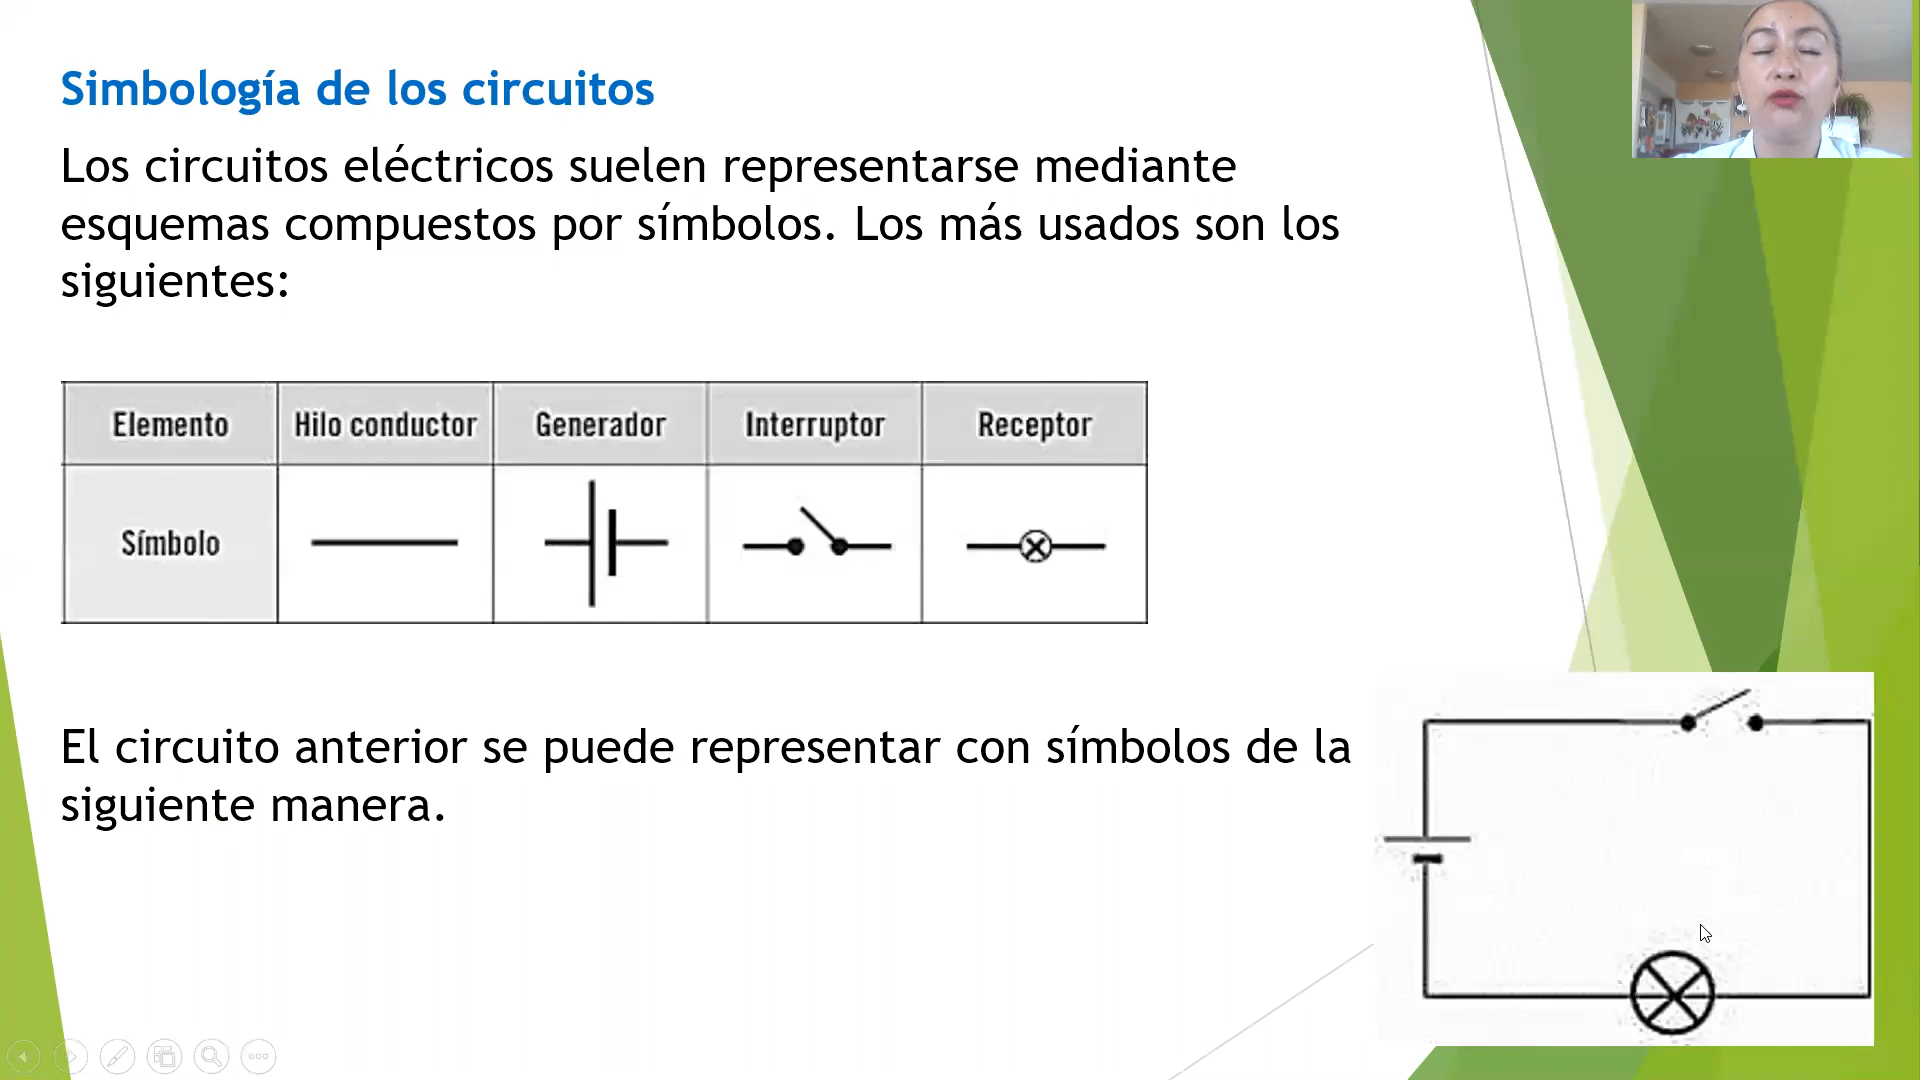 Simbología de los circuitos
Los circuitos eléctricos suelen representarse mediante
esquemas compuestos por símbolos. Los más usados son los
siguientes:
Elemento Hilo conductor Generador Interruptor Receptor
Símbolo
El circuito anterior se puede representar con símbolos de la
siguiente manera.